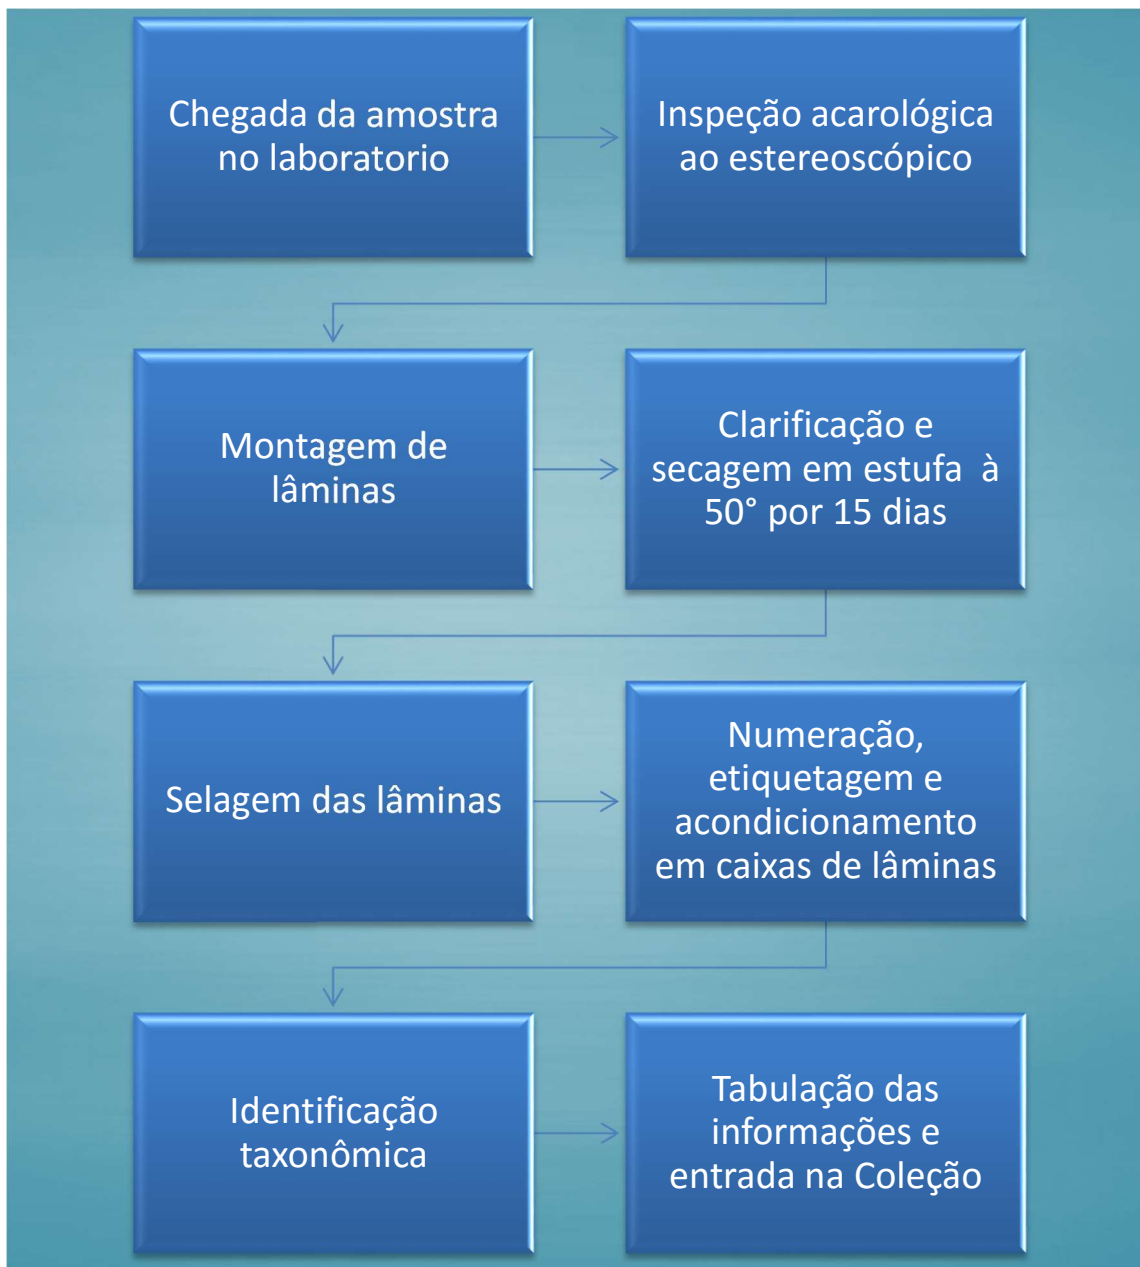 Chegada da amostra
no laboratorio
Inspeção acarológica
ao estereoscópico
Montagem de
lâminas
Clarificação e
secagem em estufa à
50° por 15 dias
Selagem das lâminas
Numeração,
etiquetagem e
acondicionamento
em caixas de lâminas
Identificação
taxonômica
Tabulação das
informações e
entrada na Coleção